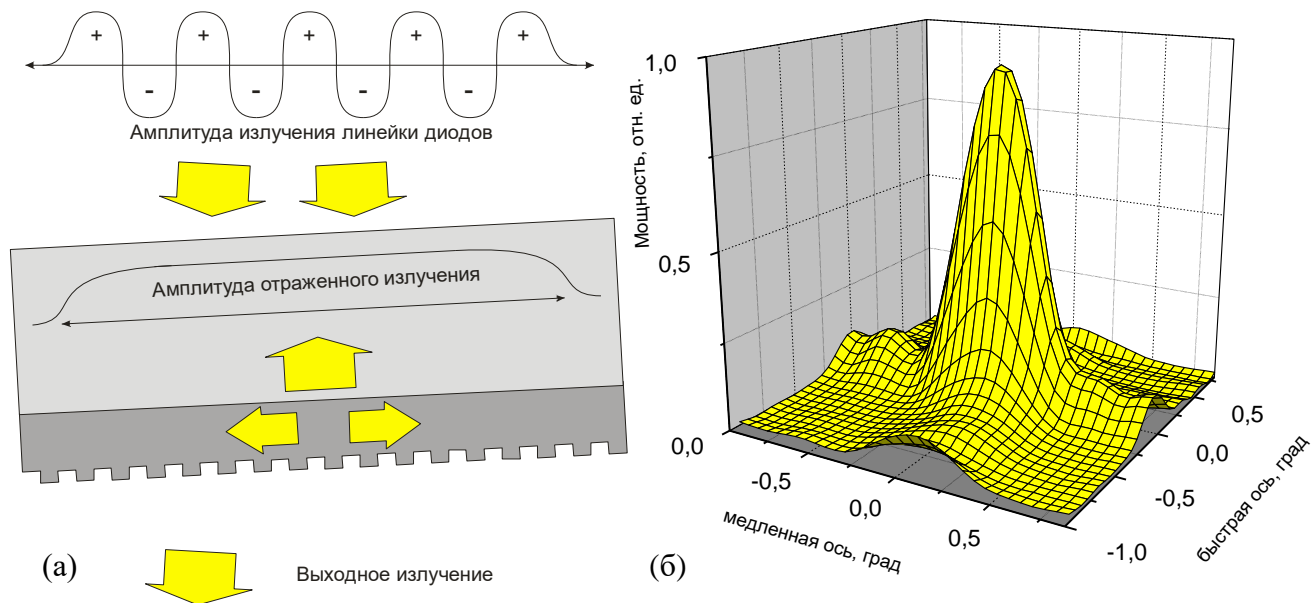 + + + + +
- - - -
Амплитуда излучения линейки диодов
Амплитуда отраженного излучения
(а)
Выходное излучение
1,0
0,5
0,0
Мощность, отн. ед.
-0,5
0,0
0,5
медленная ось, град
0,5
0,0
-0,5
-1,0
быстрая ось, град
(б)